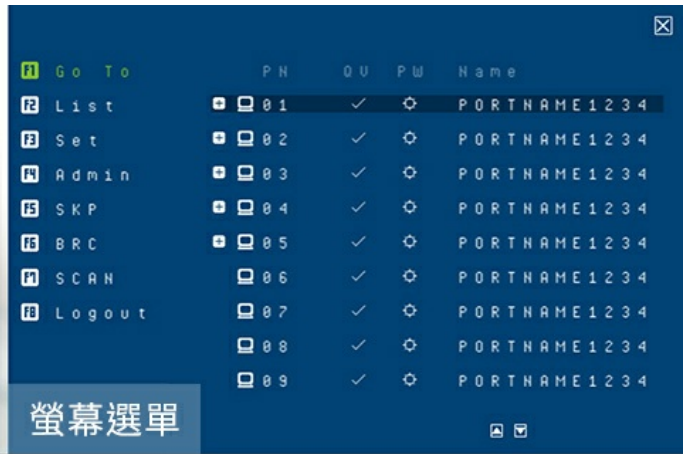 F1 Go To PN QV PW Name
F2 List 01 PORTNAME1234
F3 Set 02 PORTNAME1234
F4 Admin 03 PORTNAME1234
F5 SKP 04 PORTNAME1234
F6 BRC 05 PORTNAME1234
F7 SCAN 06 PORTNAME1234
F8 Logout 07 PORTNAME1234
08 PORTNAME1234
09 PORTNAME1234
螢幕選單